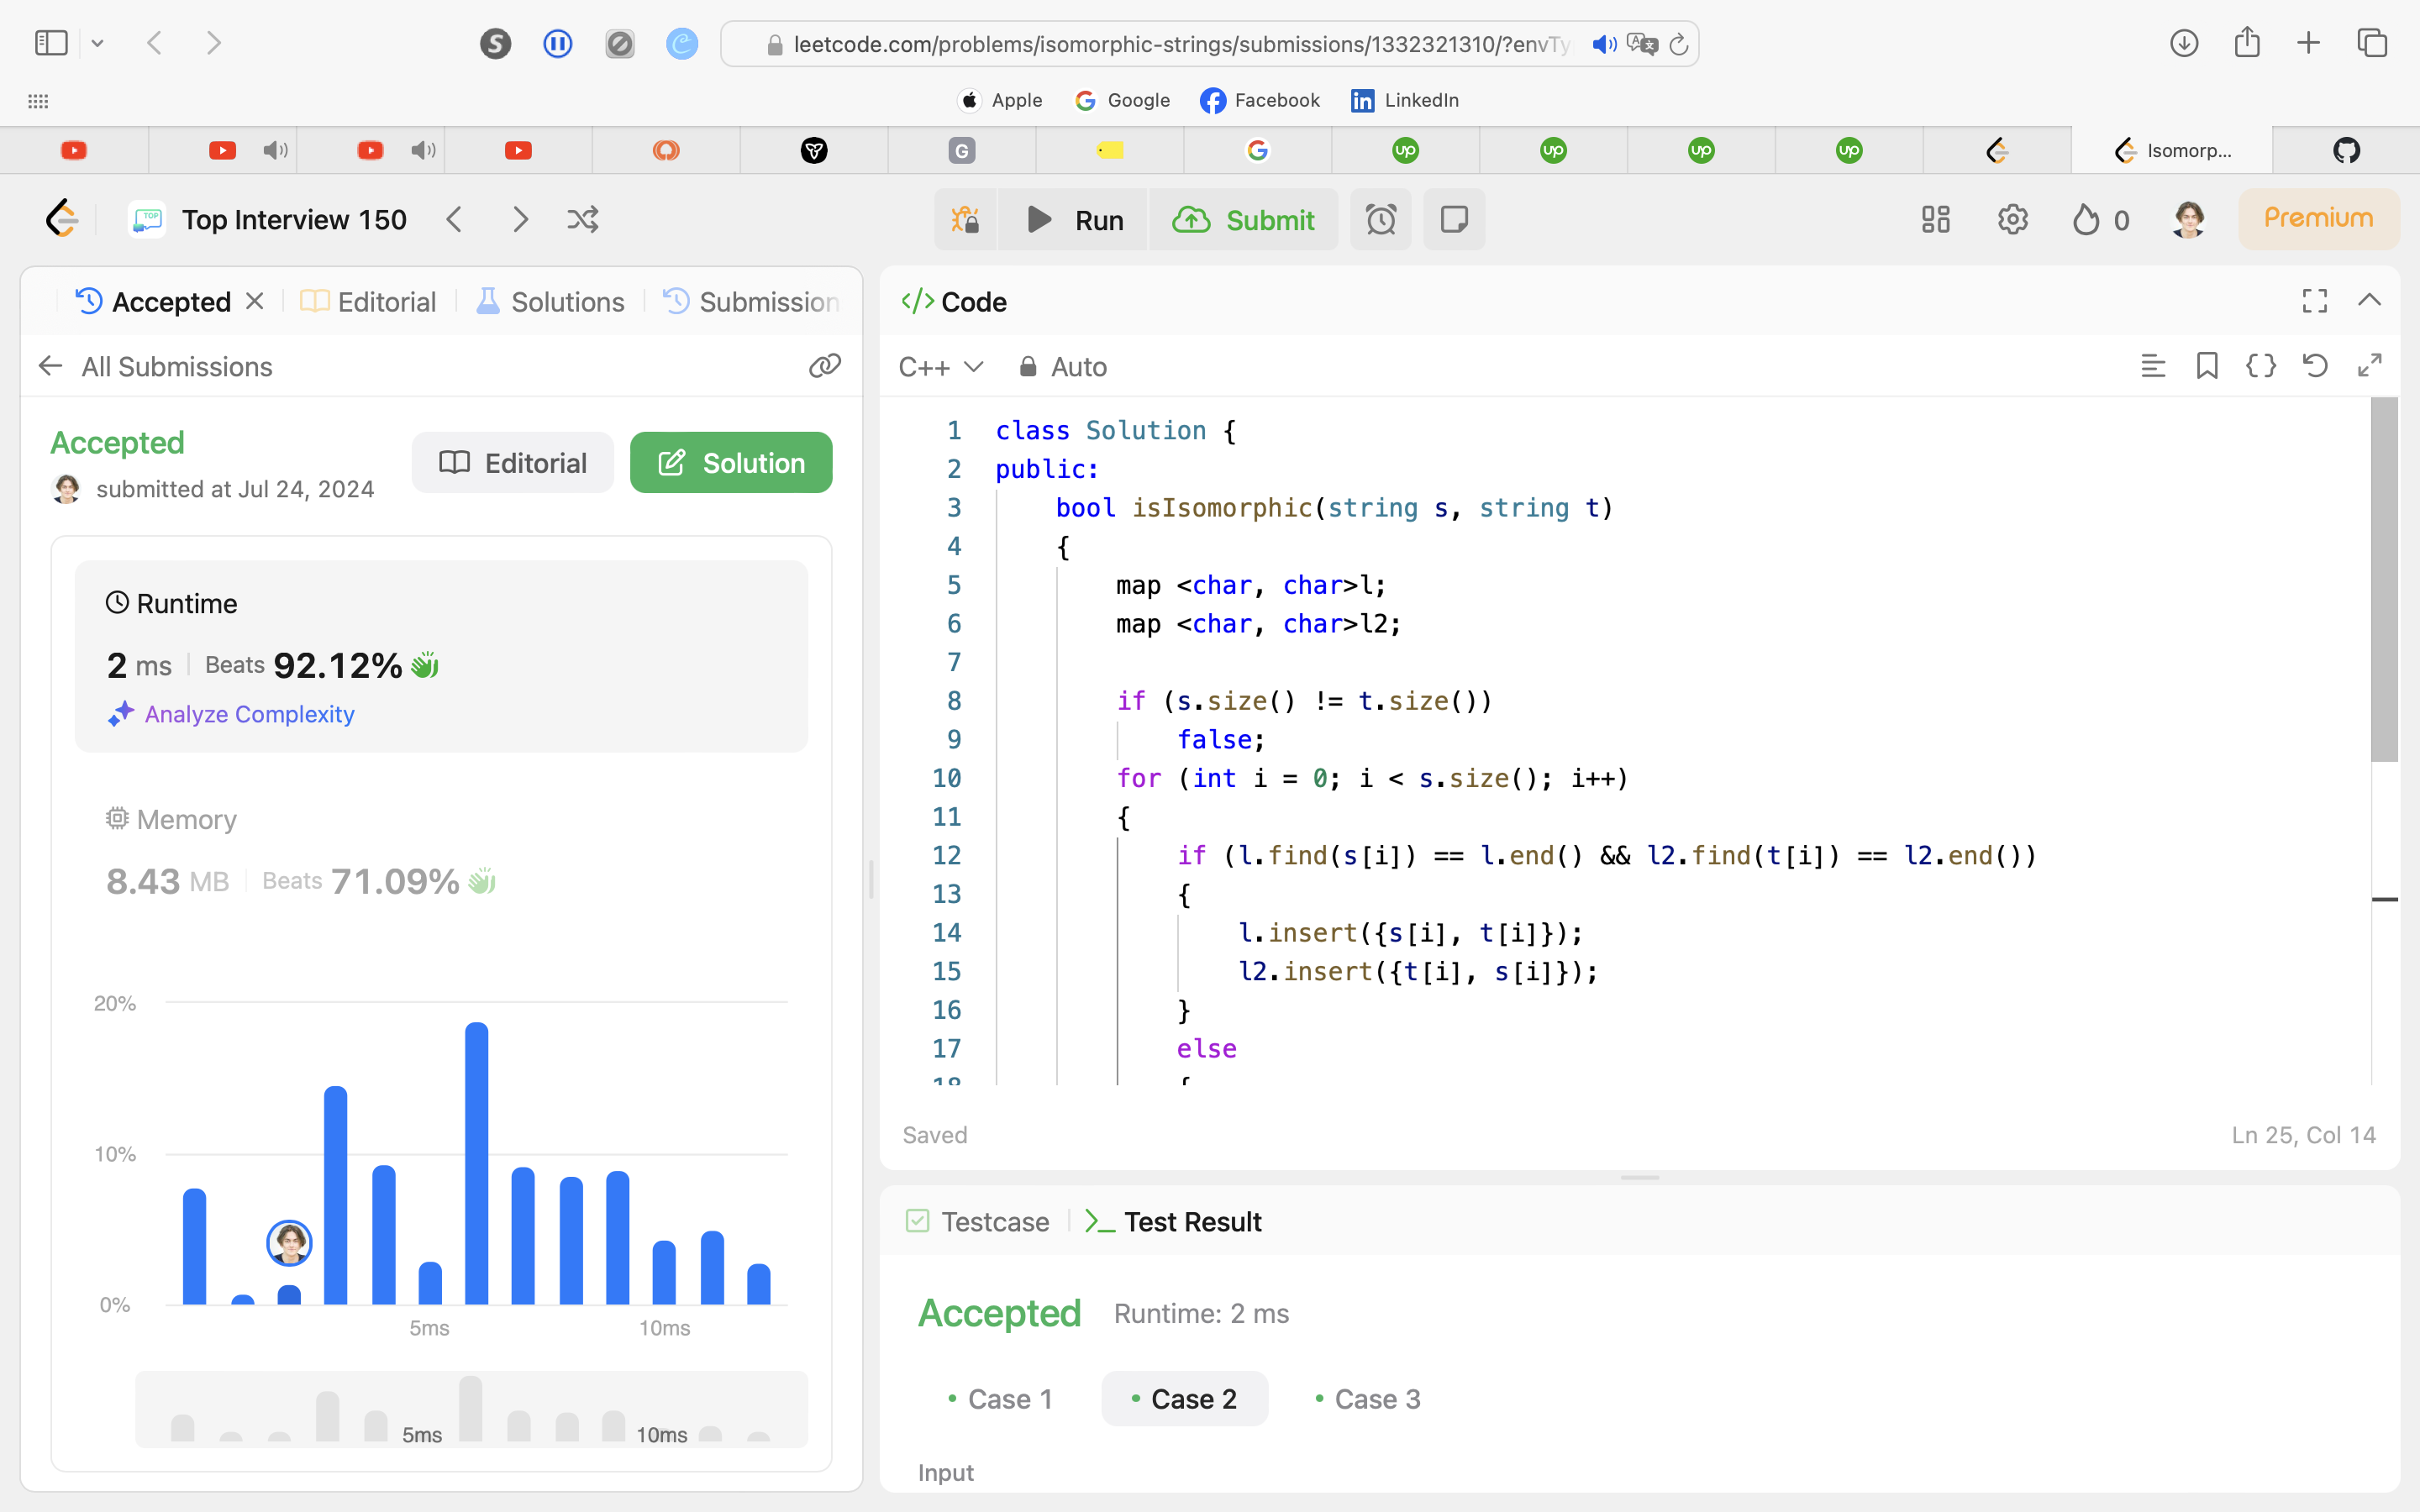 leetcode.com/problems/isomorphic-strings/submissions/1332321310/?envTy
Apple Google Facebook LinkedIn
G up up up up Isomorp...
Top Interview 150 Run Submit 0 Premium
Accepted Editorial Solutions Submission
All Submissions
Accepted
submitted at Jul 24, 2024
Editorial Solution
Runtime
2 ms Beats 92.12%
Analyze Complexity
Memory
8.43 MB Beats 71.09%
20%
10%
0%
5ms 10ms
5ms 10ms
</> Code
C++ Auto
1 class Solution {
2 public:
3 bool isIsomorphic(string s, string t)
4 {
5 map <char, char>l;
6 map <char, char>l2;
7
8 if (s.size() != t.size())
9 false;
10 for (int i = 0; i < s.size(); i++)
11 {
12 if (l.find(s[i]) == l.end() && l2.find(t[i]) == l2.end())
13 {
14 l.insert({s[i], t[i]});
15 l2.insert({t[i], s[i]});
16 }
17 else
18 {
Saved Ln 25, Col 14
Testcase >_ Test Result
Accepted Runtime: 2 ms
• Case 1 • Case 2 • Case 3
Input